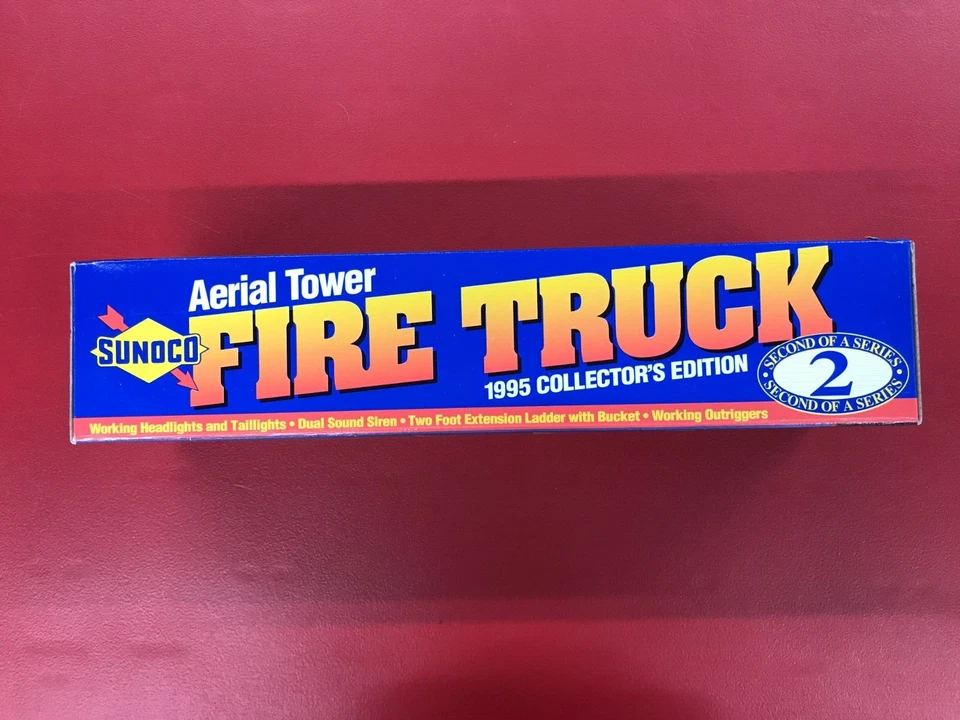 Aerial Tower
FIRE TRUCK
SUNOCO
1995 COLLECTOR'S EDITION
SECOND OF A SERIES
2
SECOND OF A SERIES
Working Headlights and Taillights • Dual Sound Siren • Two Foot Extension Ladder with Bucket • Working Outriggers